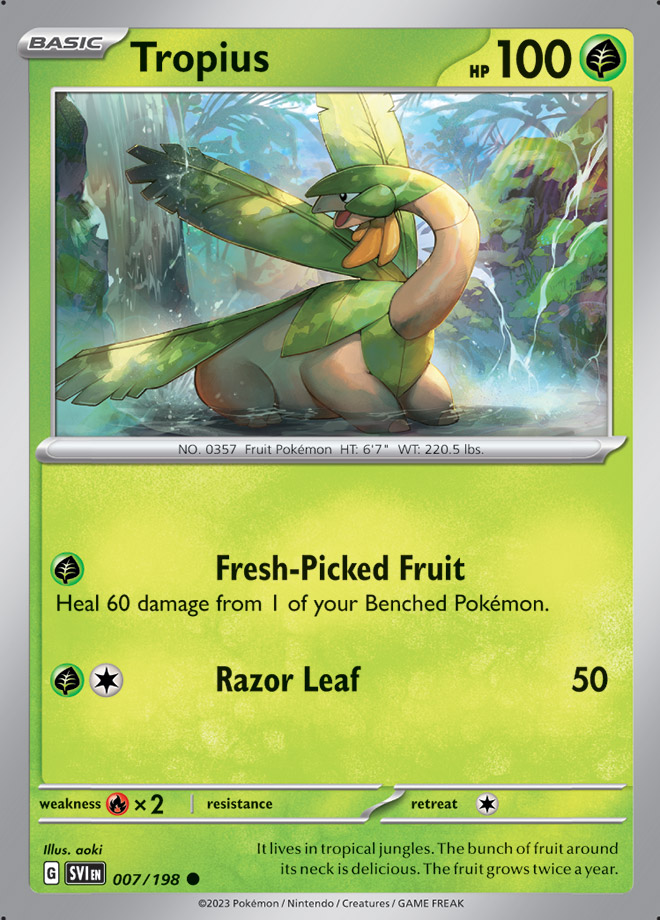 BASIC
Tropius
HP 100
NO. 0357 Fruit Pokémon HT: 6'7" WT: 220.5 lbs.
Fresh-Picked Fruit
Heal 60 damage from 1 of your Benched Pokémon.
Razor Leaf 50
weakness ×2 resistance retreat
Illus. aoki
It lives in tropical jungles. The bunch of fruit around
its neck is delicious. The fruit grows twice a year.
G SVI EN 007/198
©2023 Pokémon / Nintendo / Creatures / GAME FREAK